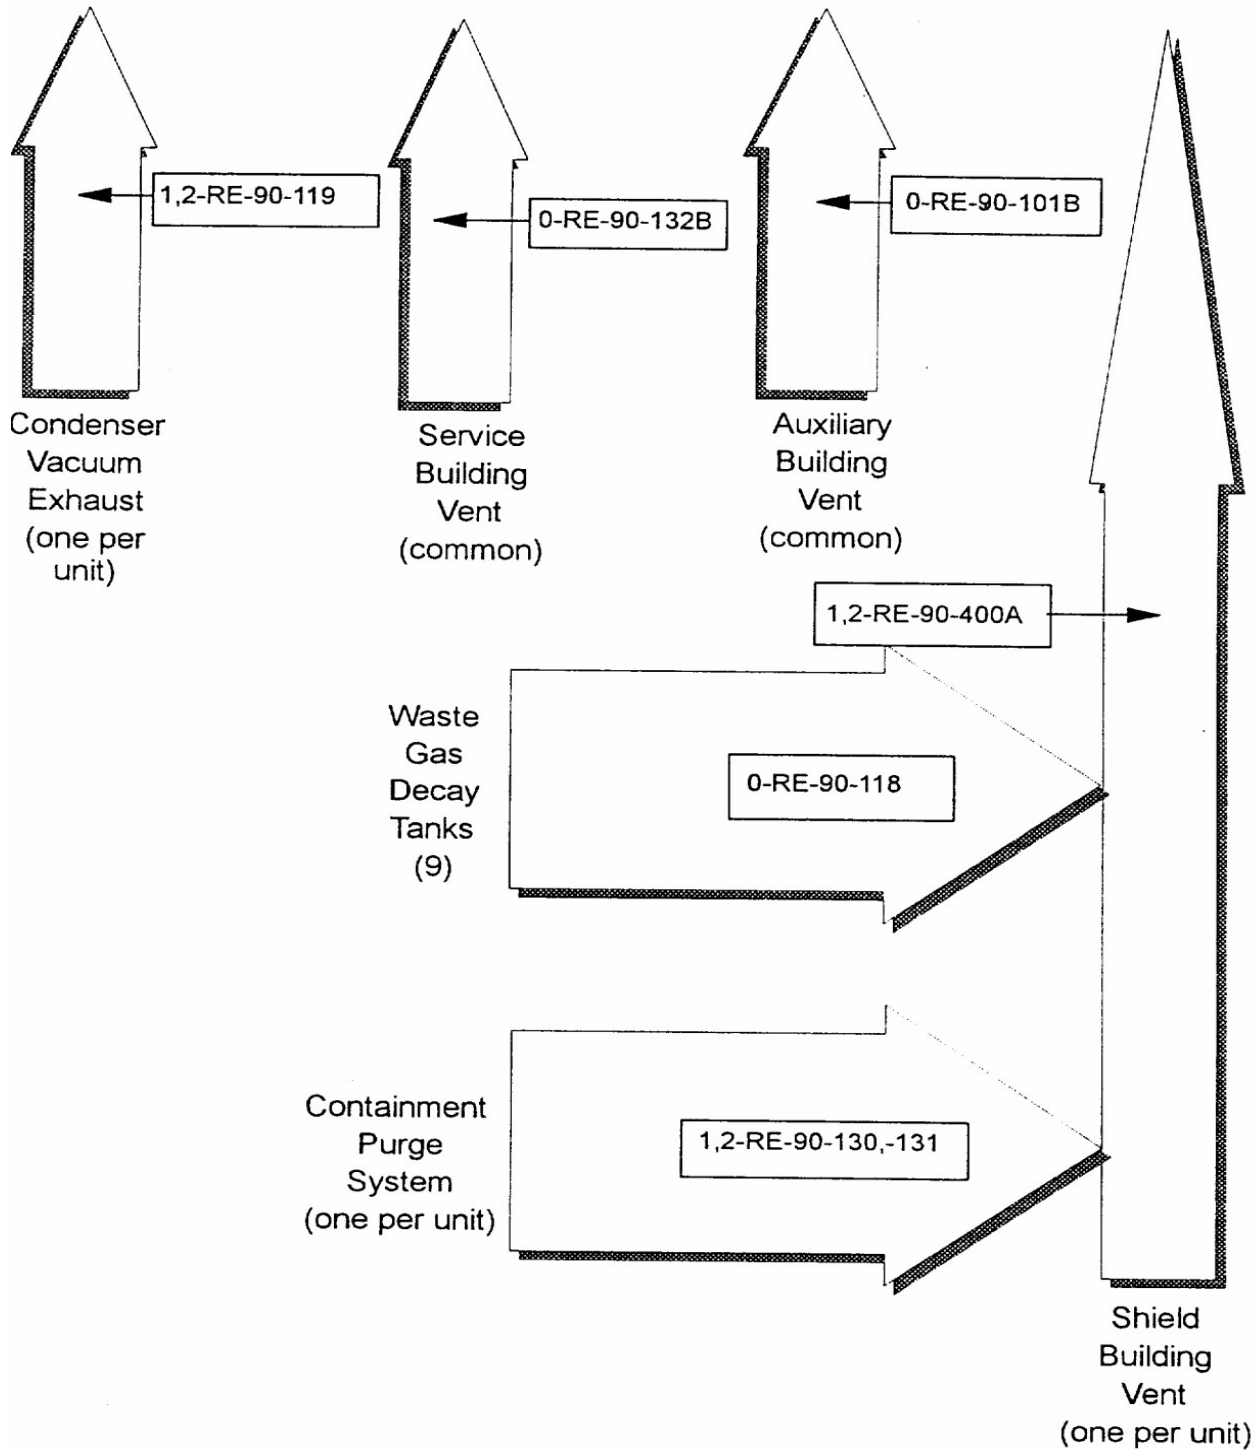 1,2-RE-90-119
0-RE-90-132B
0-RE-90-101B
Condenser
Vacuum
Exhaust
(one per
unit)
Service
Building
Vent
(common)
Auxiliary
Building
Vent
(common)
1,2-RE-90-400A
Waste
Gas
Decay
Tanks
(9)
0-RE-90-118
Containment
Purge
System
(one per unit)
1,2-RE-90-130,-131
Shield
Building
Vent
(one per unit)